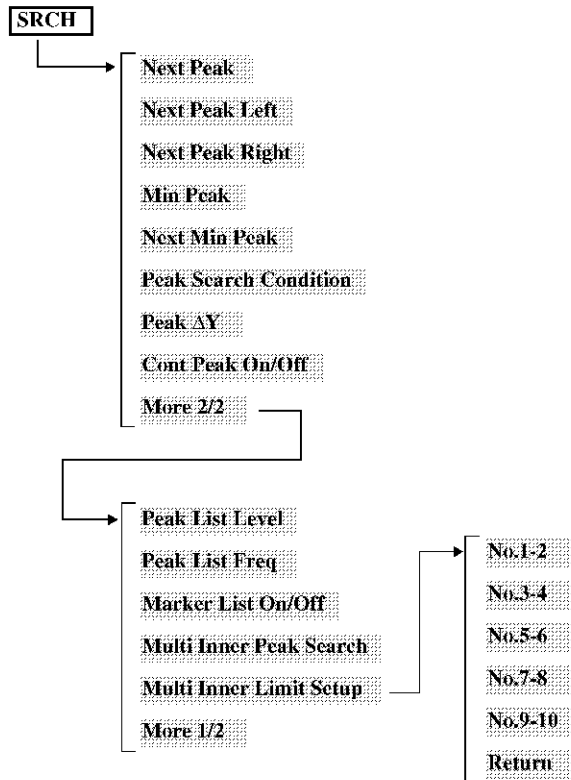 SRCH
Next Peak
Next Peak Left
Next Peak Right
Min Peak
Next Min Peak
Peak Search Condition
Peak ΔY
Cont Peak On/Off
More 2/2
Peak List Level
Peak List Freq
Marker List On/Off
Multi Inner Peak Search
Multi Inner Limit Setup
More 1/2
No.1-2
No.3-4
No.5-6
No.7-8
No.9-10
Return